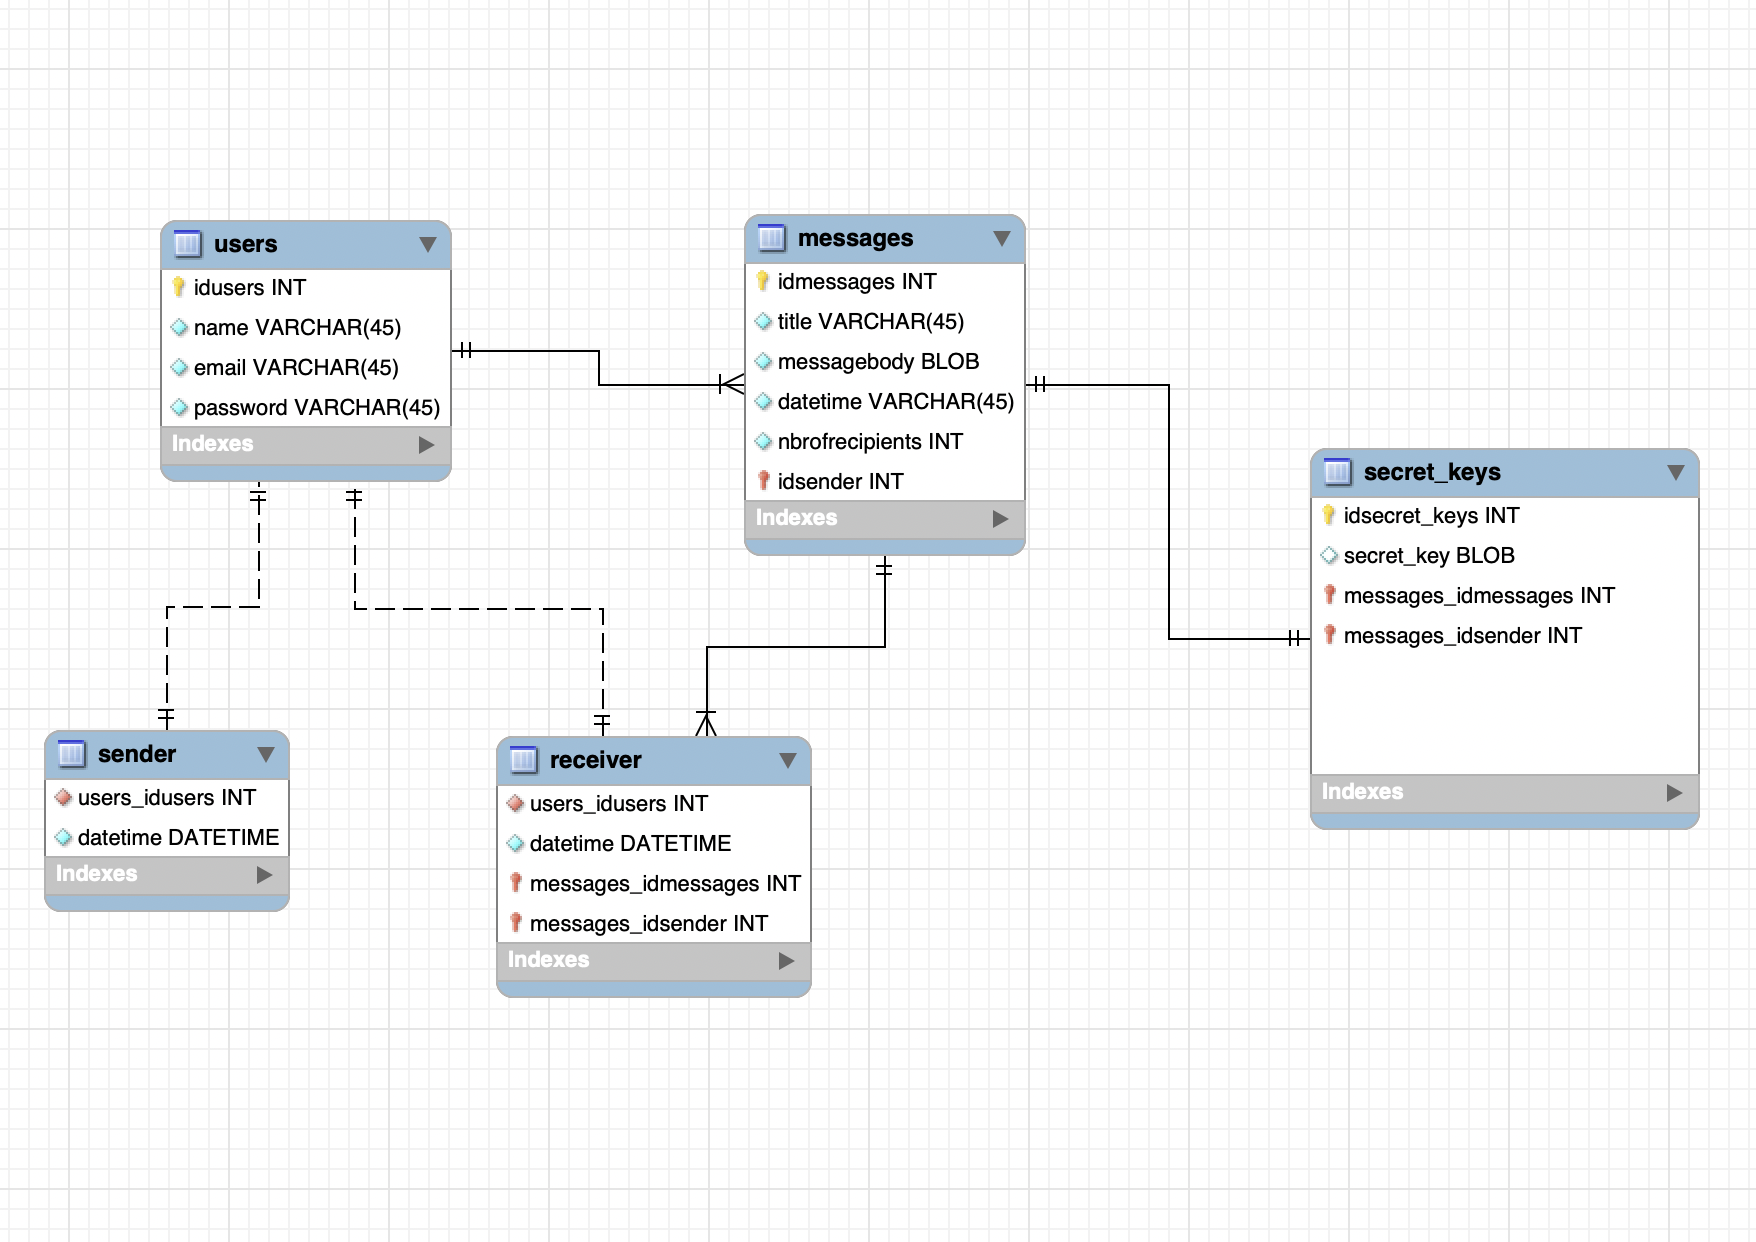 users
idusers INT
name VARCHAR(45)
email VARCHAR(45)
password VARCHAR(45)
Indexes
messages
idmessages INT
title VARCHAR(45)
messagebody BLOB
datetime VARCHAR(45)
nbrofrecipients INT
idsender INT
Indexes
secret_keys
idsecret_keys INT
secret_key BLOB
messages_idmessages INT
messages_idsender INT
Indexes
sender
users_idusers INT
datetime DATETIME
Indexes
receiver
users_idusers INT
datetime DATETIME
messages_idmessages INT
messages_idsender INT
Indexes